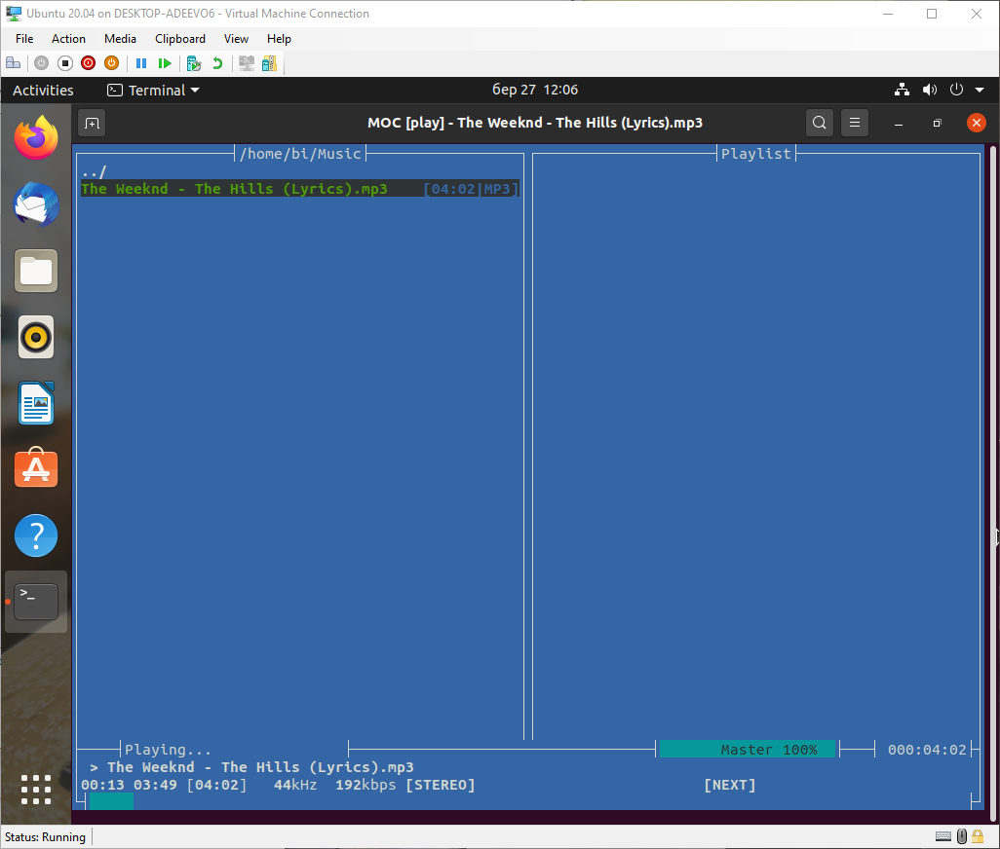 Ubuntu 20.04 on DESKTOP-ADEEVO6 - Virtual Machine Connection
File Action Media Clipboard View Help
Activities Terminal бер 27 12:06
MOC [play] - The Weeknd - The Hills (Lyrics).mp3
/home/bi/Music Playlist
../
The Weeknd - The Hills (Lyrics).mp3 [04:02|MP3]
Playing... Master 100% 000:04:02
> The Weeknd - The Hills (Lyrics).mp3
00:13 03:49 [04:02] 44kHz 192kbps [STEREO] [NEXT]
Status: Running